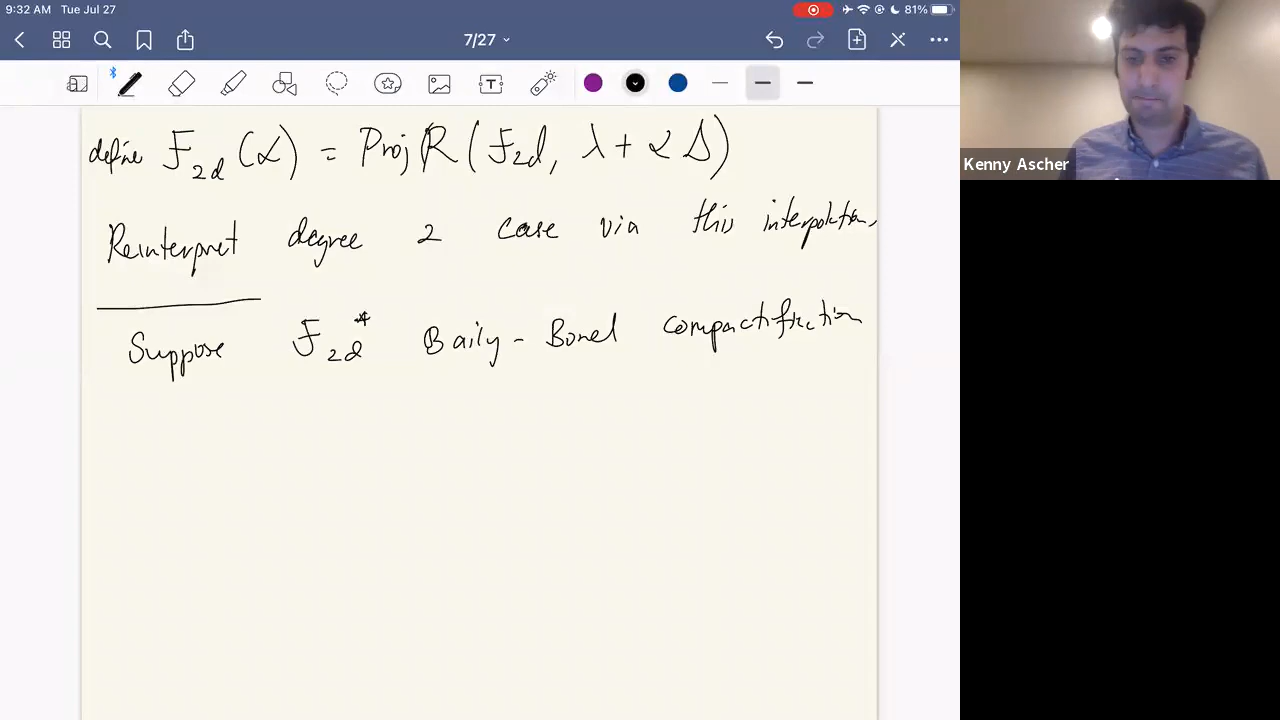 9:32 AM Tue Jul 27
81%
7/27
T
define F_2d (α) = Proj R ( F_2d, λ + α Δ )
Reinterpret degree 2 case via this interpolation,
Suppose F_2d^* Baily - Borel compactification
Kenny Ascher